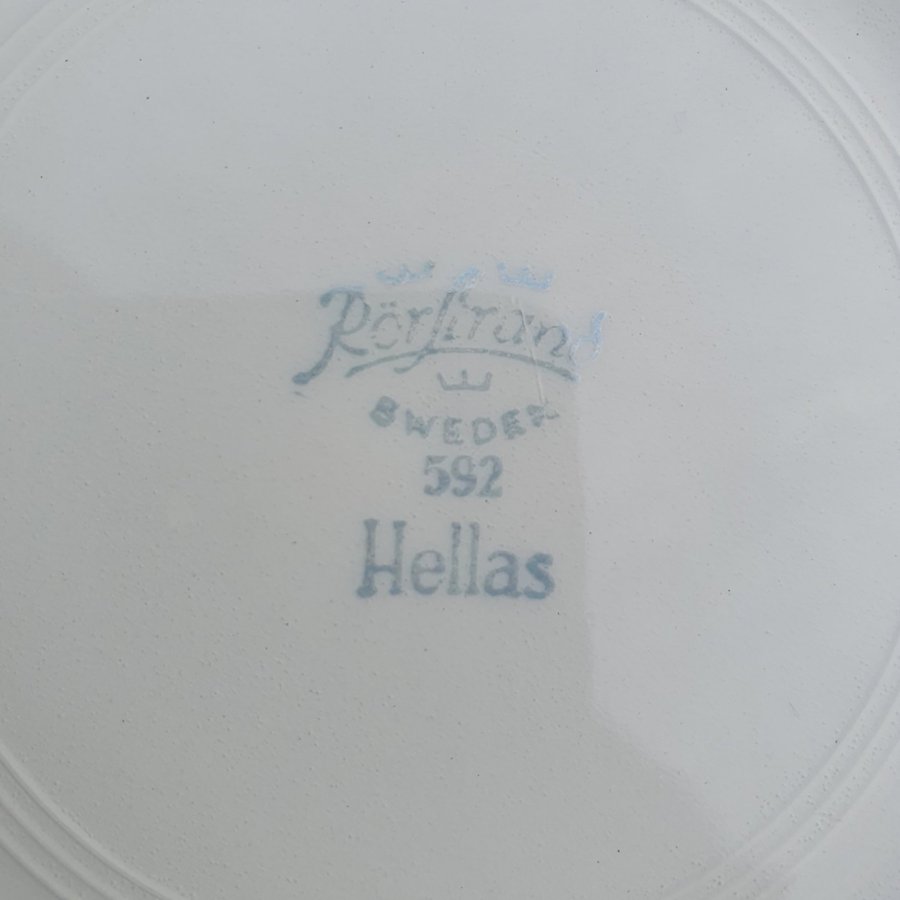 Rörstrand
SWEDEN
592
Hellas